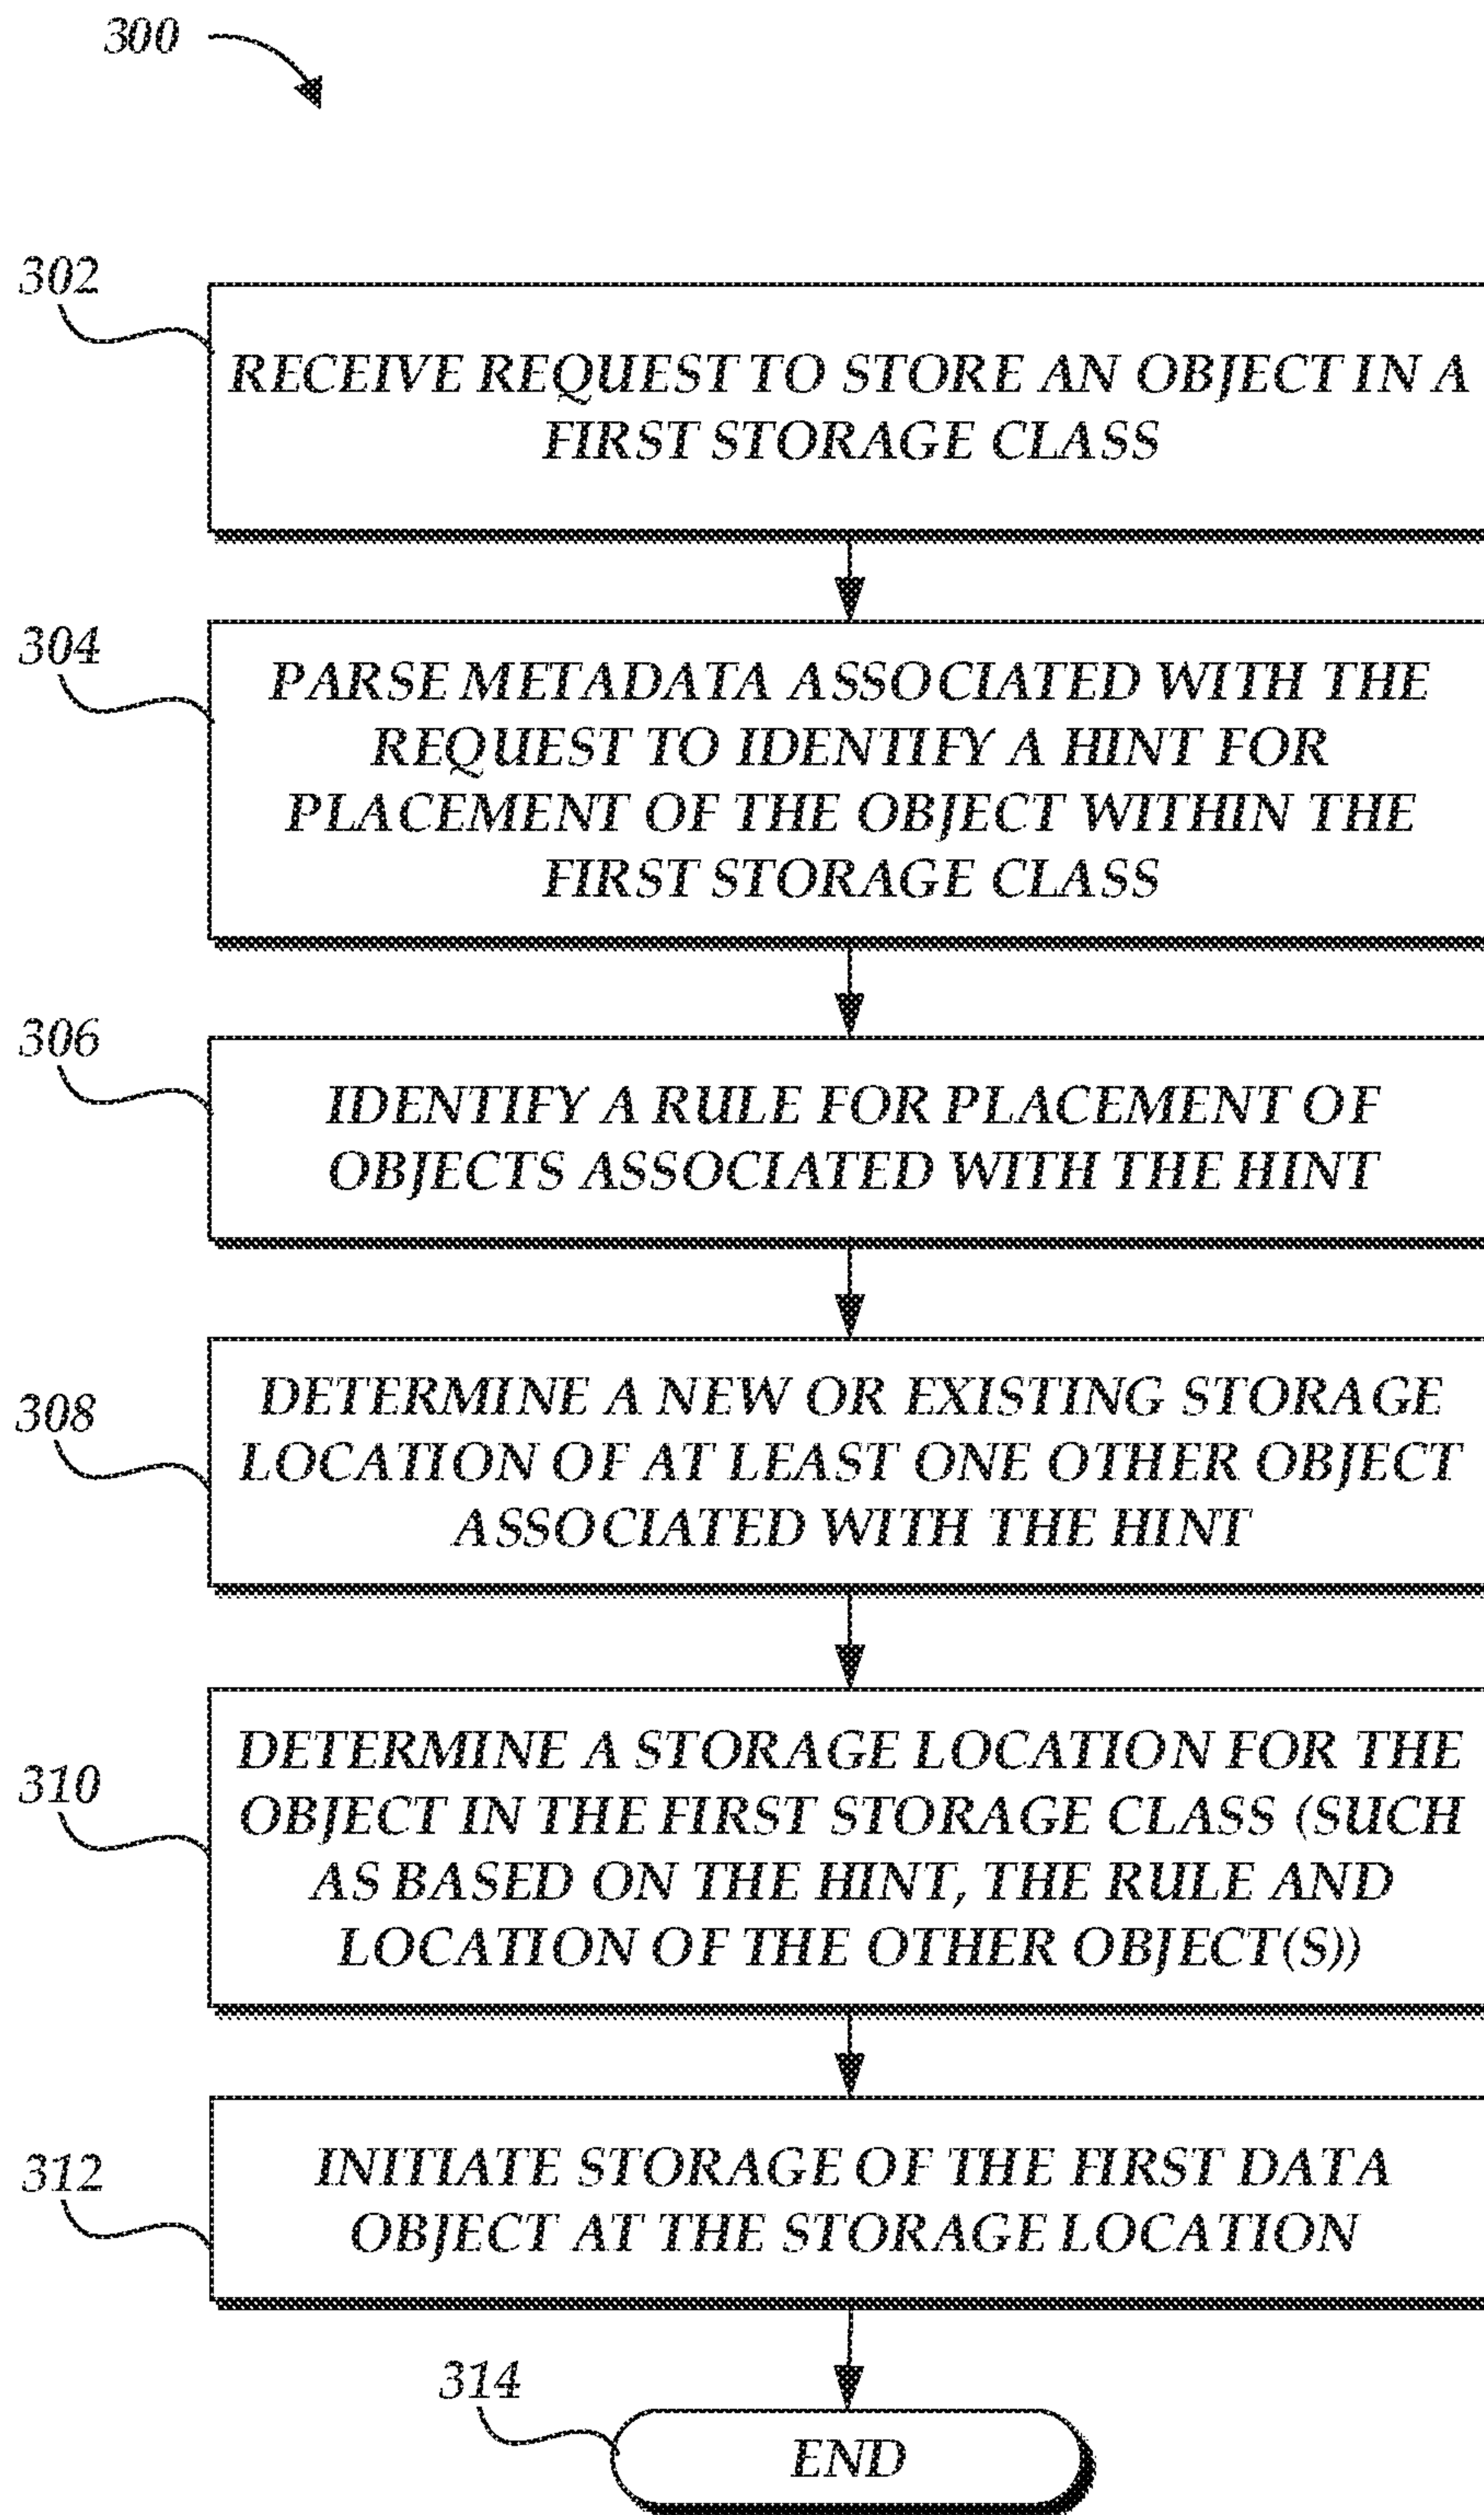 300
302
RECEIVE REQUEST TO STORE AN OBJECT IN A
FIRST STORAGE CLASS
304
PARSE METADATA ASSOCIATED WITH THE
REQUEST TO IDENTIFY A HINT FOR
PLACEMENT OF THE OBJECT WITHIN THE
FIRST STORAGE CLASS
306
IDENTIFY A RULE FOR PLACEMENT OF
OBJECTS ASSOCIATED WITH THE HINT
308
DETERMINE A NEW OR EXISTING STORAGE
LOCATION OF AT LEAST ONE OTHER OBJECT
ASSOCIATED WITH THE HINT
310
DETERMINE A STORAGE LOCATION FOR THE
OBJECT IN THE FIRST STORAGE CLASS (SUCH
AS BASED ON THE HINT, THE RULE AND
LOCATION OF THE OTHER OBJECT(S))
312
INITIATE STORAGE OF THE FIRST DATA
OBJECT AT THE STORAGE LOCATION
314
END